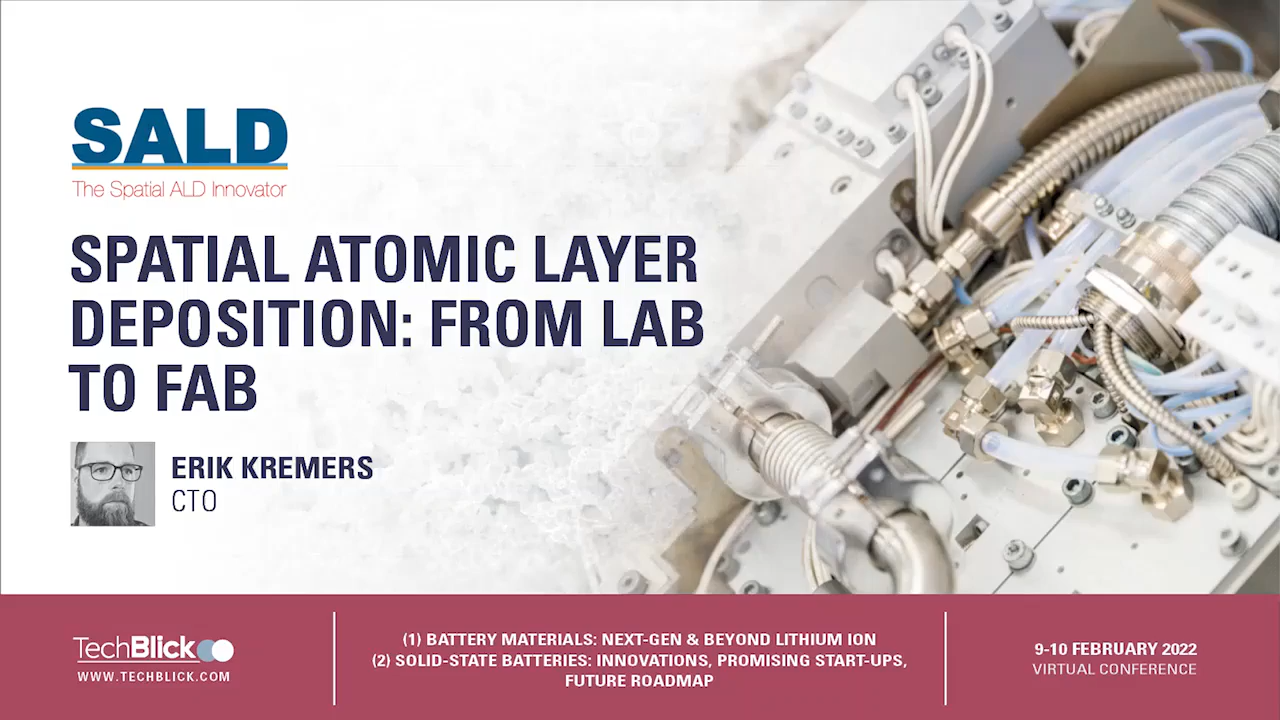 SALD
The Spatial ALD Innovator
SPATIAL ATOMIC LAYER
DEPOSITION: FROM LAB
TO FAB
ERIK KREMERS
CTO
TechBlick
WWW.TECHBLICK.COM
(1) BATTERY MATERIALS: NEXT-GEN & BEYOND LITHIUM ION
(2) SOLID-STATE BATTERIES: INNOVATIONS, PROMISING START-UPS,
FUTURE ROADMAP
9-10 FEBRUARY 2022
VIRTUAL CONFERENCE